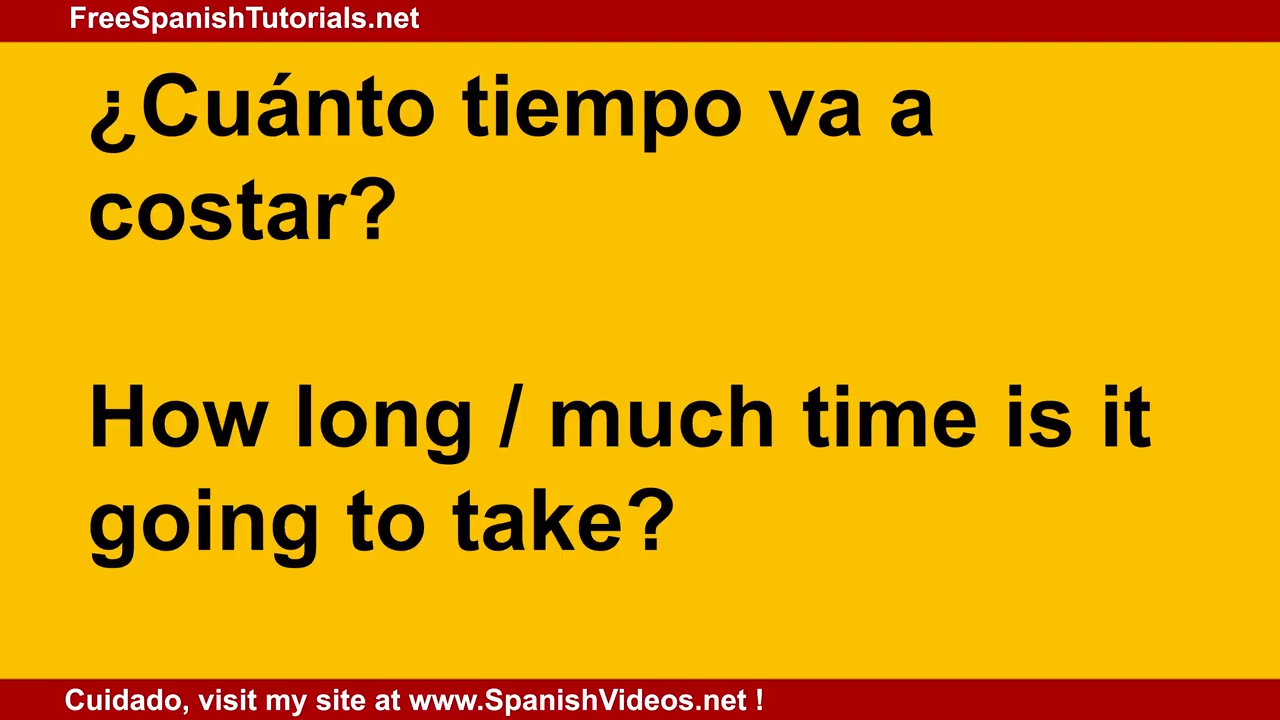 FreeSpanishTutorials.net
¿Cuánto tiempo va a
costar?
How long / much time is it
going to take?
Cuidado, visit my site at www.SpanishVideos.net !